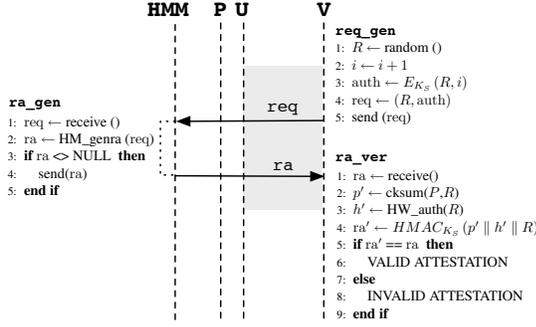 HMM P U V
req_gen
1: R ← random ()
2: i ← i + 1
3: auth ← E_{K_S} (R, i)
4: req ← (R, auth)
5: send (req)
req
ra_gen
1: req ← receive ()
2: ra ← HM_genra (req)
3: if ra <> NULL then
4: send(ra)
5: end if
ra
ra_ver
1: ra ← receive()
2: p′ ← cksum(P,R)
3: h′ ← HW_auth(R)
4: ra′ ← HMAC_{K_S} (p′ ∥ h′ ∥ R)
5: if ra′ == ra then
6: VALID ATTESTATION
7: else
8: INVALID ATTESTATION
9: end if